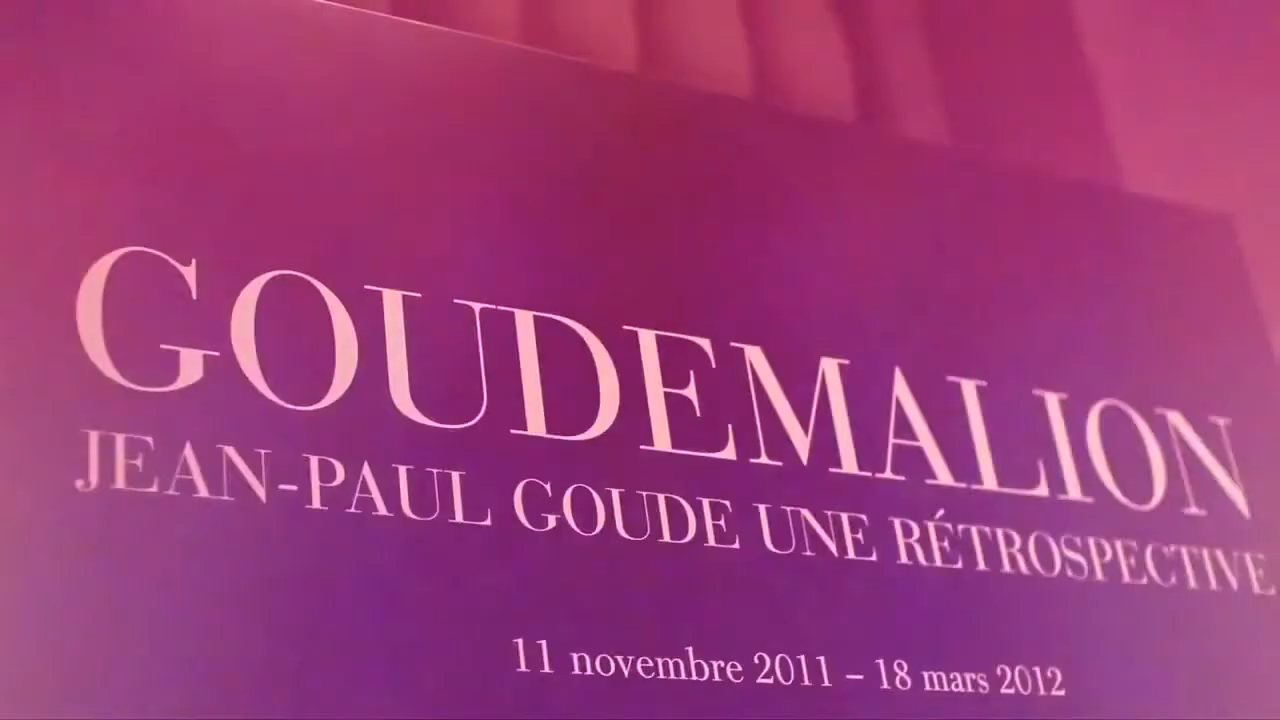 GOUDEMALION
JEAN-PAUL GOUDE UNE RÉTROSPECTIVE
11 novembre 2011 – 18 mars 2012